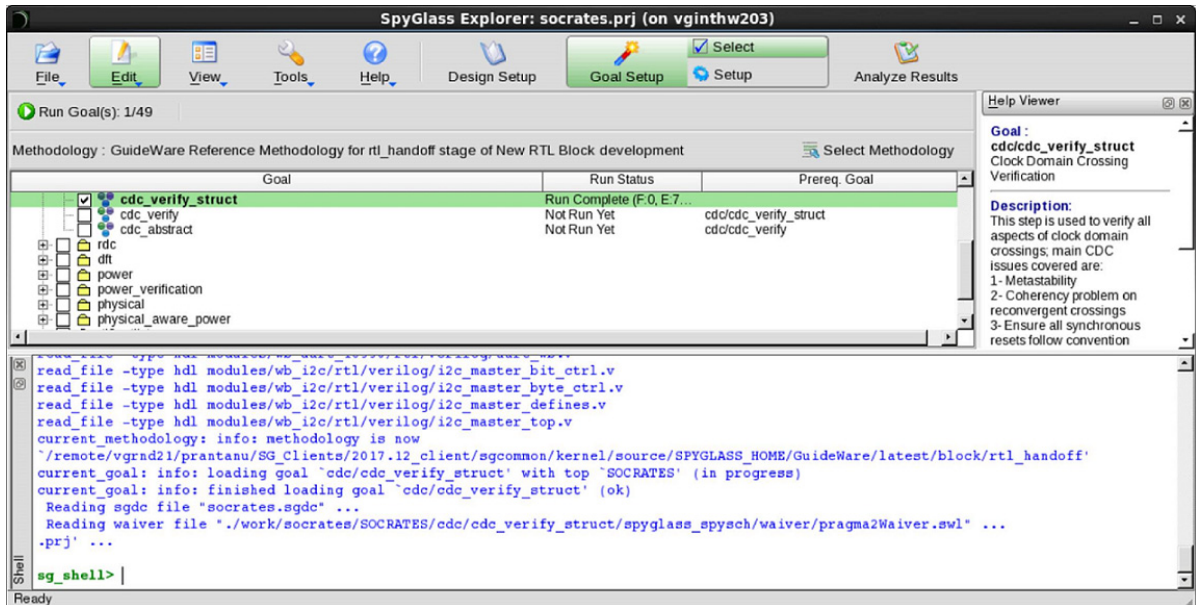 SpyGlass Explorer: socrates.prj (on vginthw203)
File Edit View Tools Help Design Setup Goal Setup Select Setup Analyze Results
Run Goal(s): 1/49
Methodology : GuideWare Reference Methodology for rtl_handoff stage of New RTL Block development Select Methodology
Goal Run Status Prereq. Goal
cdc_verify_struct Run Complete (F:0, E:7...
cdc_verify Not Run Yet cdc/cdc_verify_struct
cdc_abstract Not Run Yet cdc/cdc_verify
rdc
dft
power
power_verification
physical
physical_aware_power
Help Viewer
Goal :
cdc/cdc_verify_struct
Clock Domain Crossing
Verification
Description:
This step is used to verify all
aspects of clock domain
crossings; main CDC
issues covered are:
1- Metastability
2- Coherency problem on
reconvergent crossings
3- Ensure all synchronous
resets follow convention
read_file -type hdl modules/wb_i2c/rtl/verilog/i2c_master_bit_ctrl.v
read_file -type hdl modules/wb_i2c/rtl/verilog/i2c_master_byte_ctrl.v
read_file -type hdl modules/wb_i2c/rtl/verilog/i2c_master_defines.v
read_file -type hdl modules/wb_i2c/rtl/verilog/i2c_master_top.v
current_methodology: info: methodology is now
`/remote/vgrnd21/prantanu/SG_Clients/2017.12_client/sgcommon/kernel/source/SPYGLASS_HOME/GuideWare/latest/block/rtl_handoff'
current_goal: info: loading goal `cdc/cdc_verify_struct' with top `SOCRATES' (in progress)
current_goal: info: finished loading goal `cdc/cdc_verify_struct' (ok)
Reading sgdc file "socrates.sgdc" ...
Reading waiver file "./work/socrates/SOCRATES/cdc/cdc_verify_struct/spyglass_spysch/waiver/pragma2Waiver.swl" ...
.prj' ...
sg_shell>
Shell
Ready